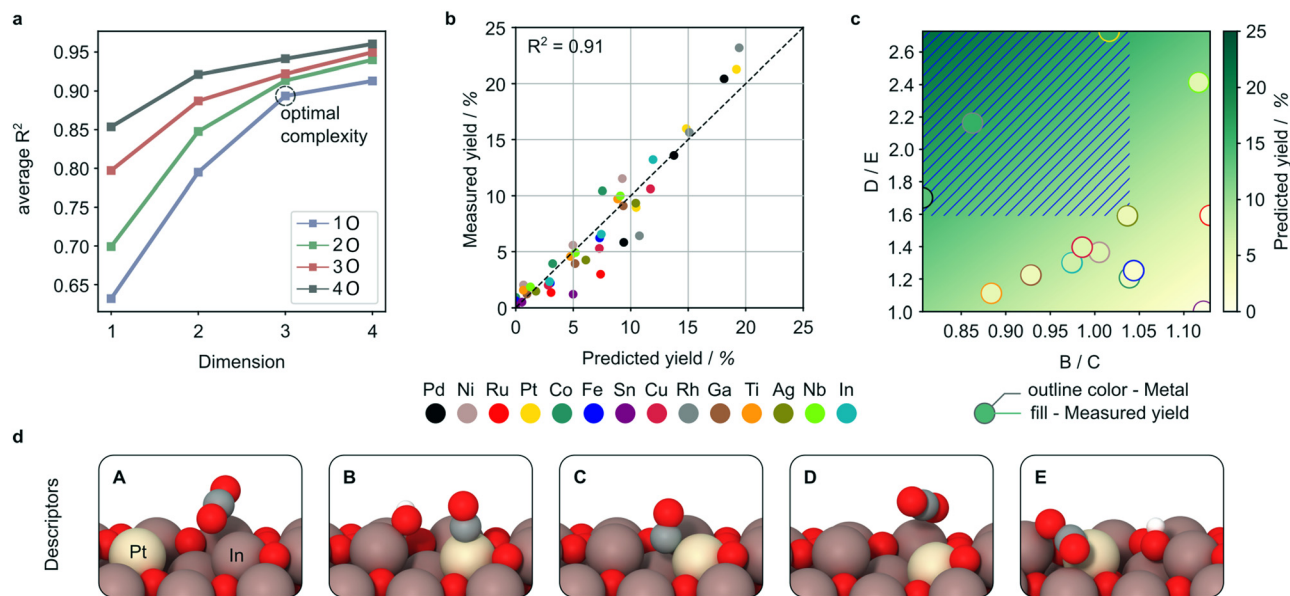 a
average R²
0.95
0.90
0.85
0.80
0.75
0.70
0.65
optimal
complexity
1 O
2 O
3 O
4 O
1
2
3
4
Dimension
b
R² = 0.91
Measured yield / %
25
20
15
10
5
0
0
5
10
15
20
25
Predicted yield / %
c
D / E
2.6
2.4
2.2
2.0
1.8
1.6
1.4
1.2
1.0
0.85
0.90
0.95
1.00
1.05
1.10
B / C
25
20
15
10
5
0
Predicted yield / %
Pd Ni Ru Pt Co Fe Sn Cu Rh Ga Ti Ag Nb In
outline color - Metal
fill - Measured yield
d
Descriptors
A
Pt
In
B
C
D
E